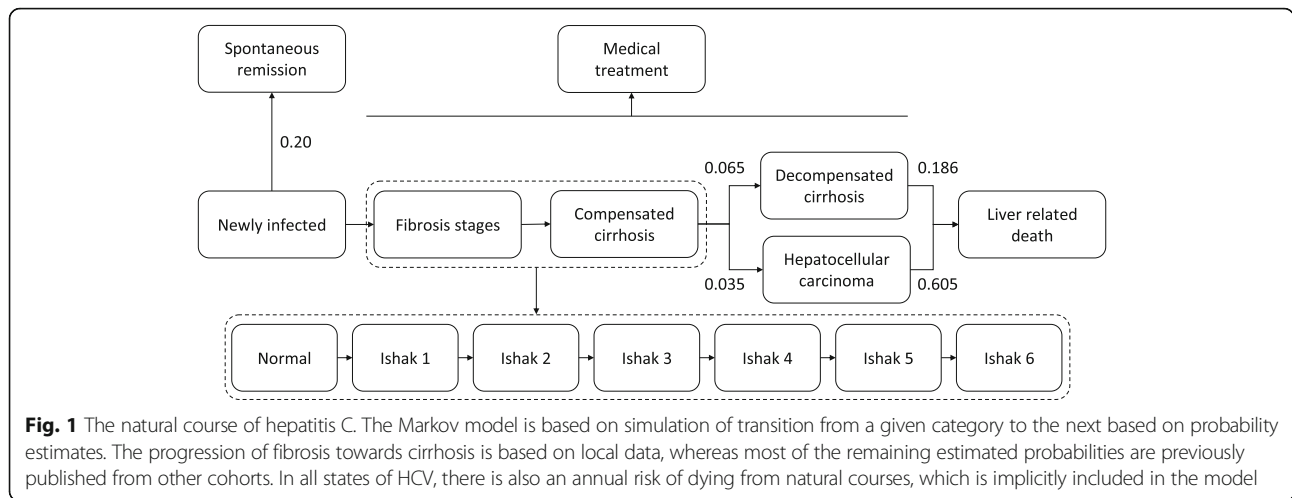 Spontaneous
remission
Medical
treatment
0.20
Newly infected
Fibrosis stages
Compensated
cirrhosis
0.065
Decompensated
cirrhosis
0.186
0.035
Hepatocellular
carcinoma
0.605
Liver related
death
Normal
Ishak 1
Ishak 2
Ishak 3
Ishak 4
Ishak 5
Ishak 6
Fig. 1 The natural course of hepatitis C. The Markov model is based on simulation of transition from a given category to the next based on probability
estimates. The progression of fibrosis towards cirrhosis is based on local data, whereas most of the remaining estimated probabilities are previously
published from other cohorts. In all states of HCV, there is also an annual risk of dying from natural courses, which is implicitly included in the model